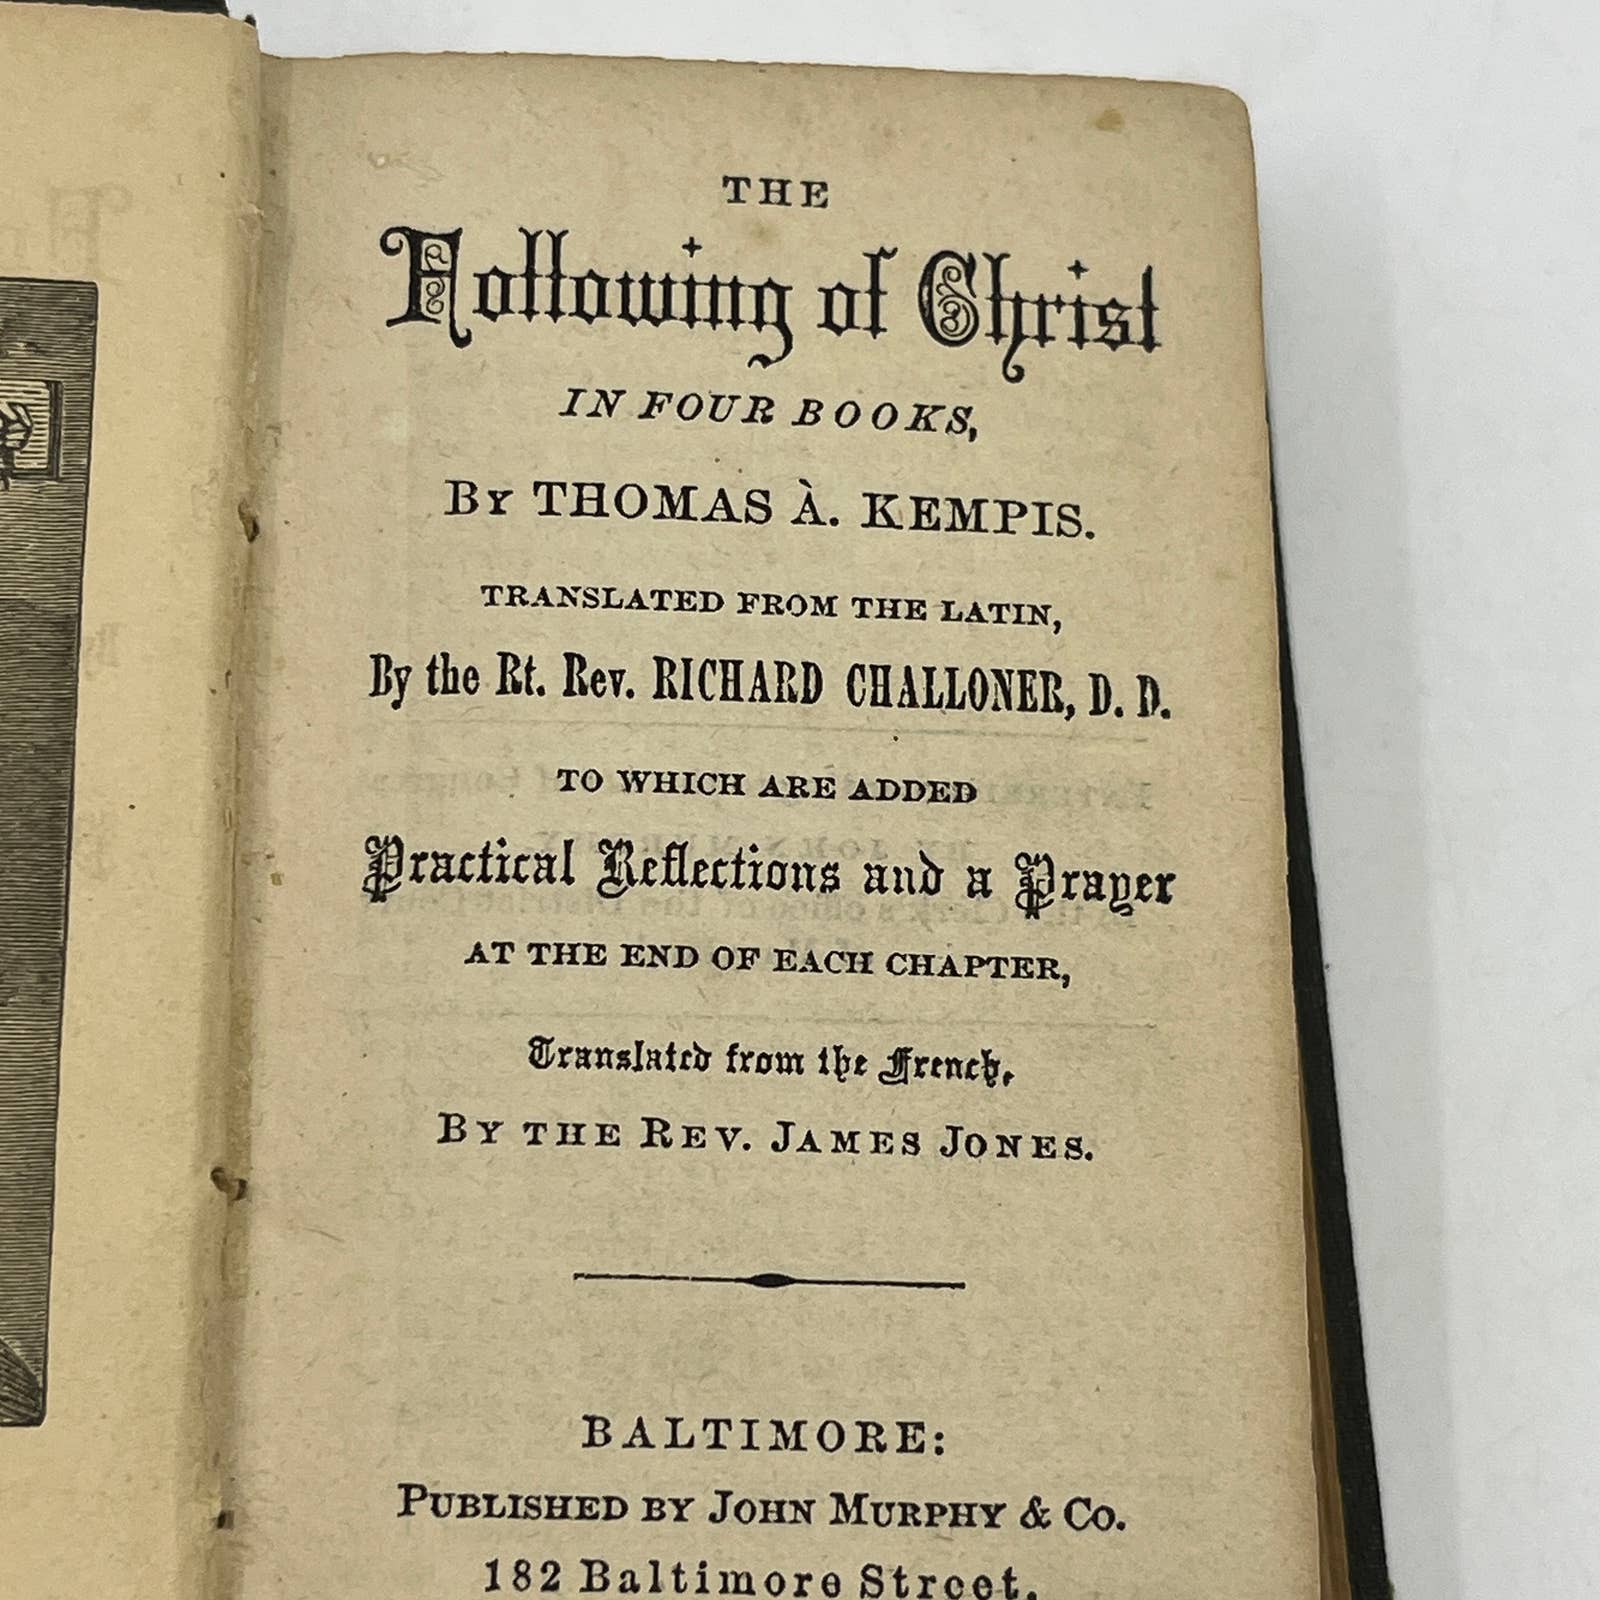 THE
Following of Christ
IN FOUR BOOKS,
BY THOMAS À. KEMPIS.
TRANSLATED FROM THE LATIN,
By the Rt. Rev. RICHARD CHALLONER, D. D.
TO WHICH ARE ADDED
Practical Reflections and a Prayer
AT THE END OF EACH CHAPTER,
Translated from the French,
BY THE REV. JAMES JONES.
BALTIMORE:
PUBLISHED BY JOHN MURPHY & CO.
182 Baltimore Street.